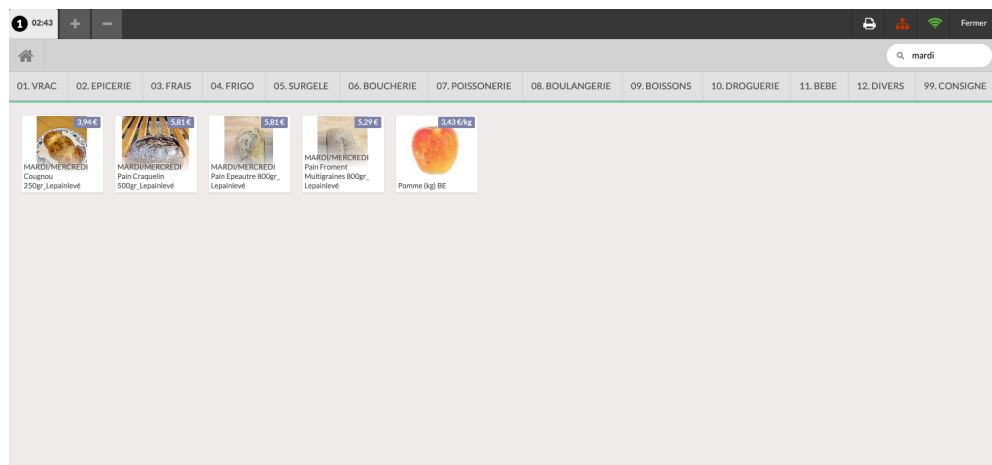 1 02:43 + − Fermer
mardi
01. VRAC 02. EPICERIE 03. FRAIS 04. FRIGO 05. SURGELE 06. BOUCHERIE 07. POISSONERIE 08. BOULANGERIE 09. BOISSONS 10. DROGUERIE 11. BEBE 12. DIVERS 99. CONSIGNE
3,94 €
MARDI/MERCREDI
Cougnou
250gr_Lepainlevé
5,81 €
MARDI/MERCREDI
Pain Craquelin
500gr_Lepainlevé
5,81 €
MARDI/MERCREDI
Pain Epeautre 800gr_
Lepainlevé
5,29 €
MARDI/MERCREDI
Pain Froment
Multigraines 800gr_
Lepainlevé
3,43 €/kg
Pomme (kg) BE